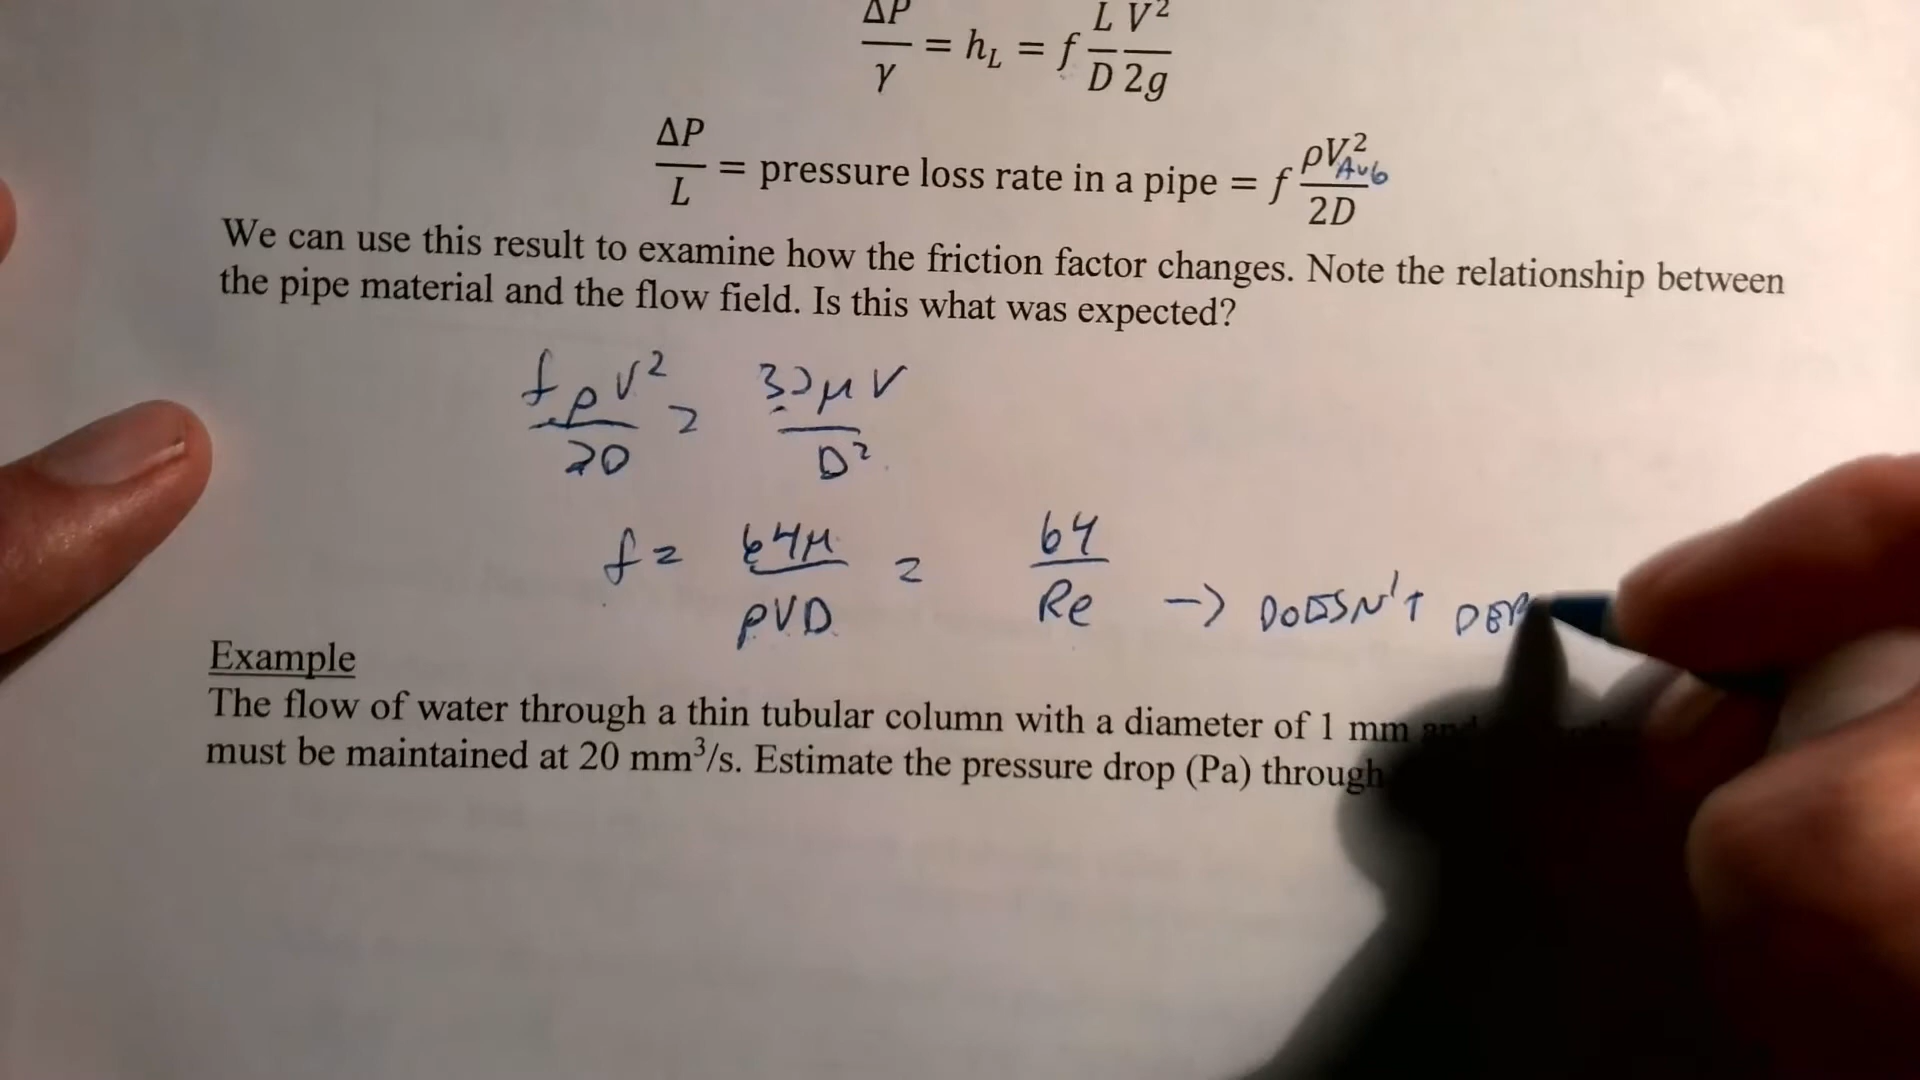 ΔP/γ = h_L = f L/D V²/2g
ΔP/L = pressure loss rate in a pipe = f ρV²_AVG/2D
We can use this result to examine how the friction factor changes. Note the relationship between
the pipe material and the flow field. Is this what was expected?
fρV²/2D = 32μV/D²
f = 64μ/ρVD = 64/Re → DOESN'T
Example
The flow of water through a thin tubular column with a diameter of 1 mm and
must be maintained at 20 mm³/s. Estimate the pressure drop (Pa) through